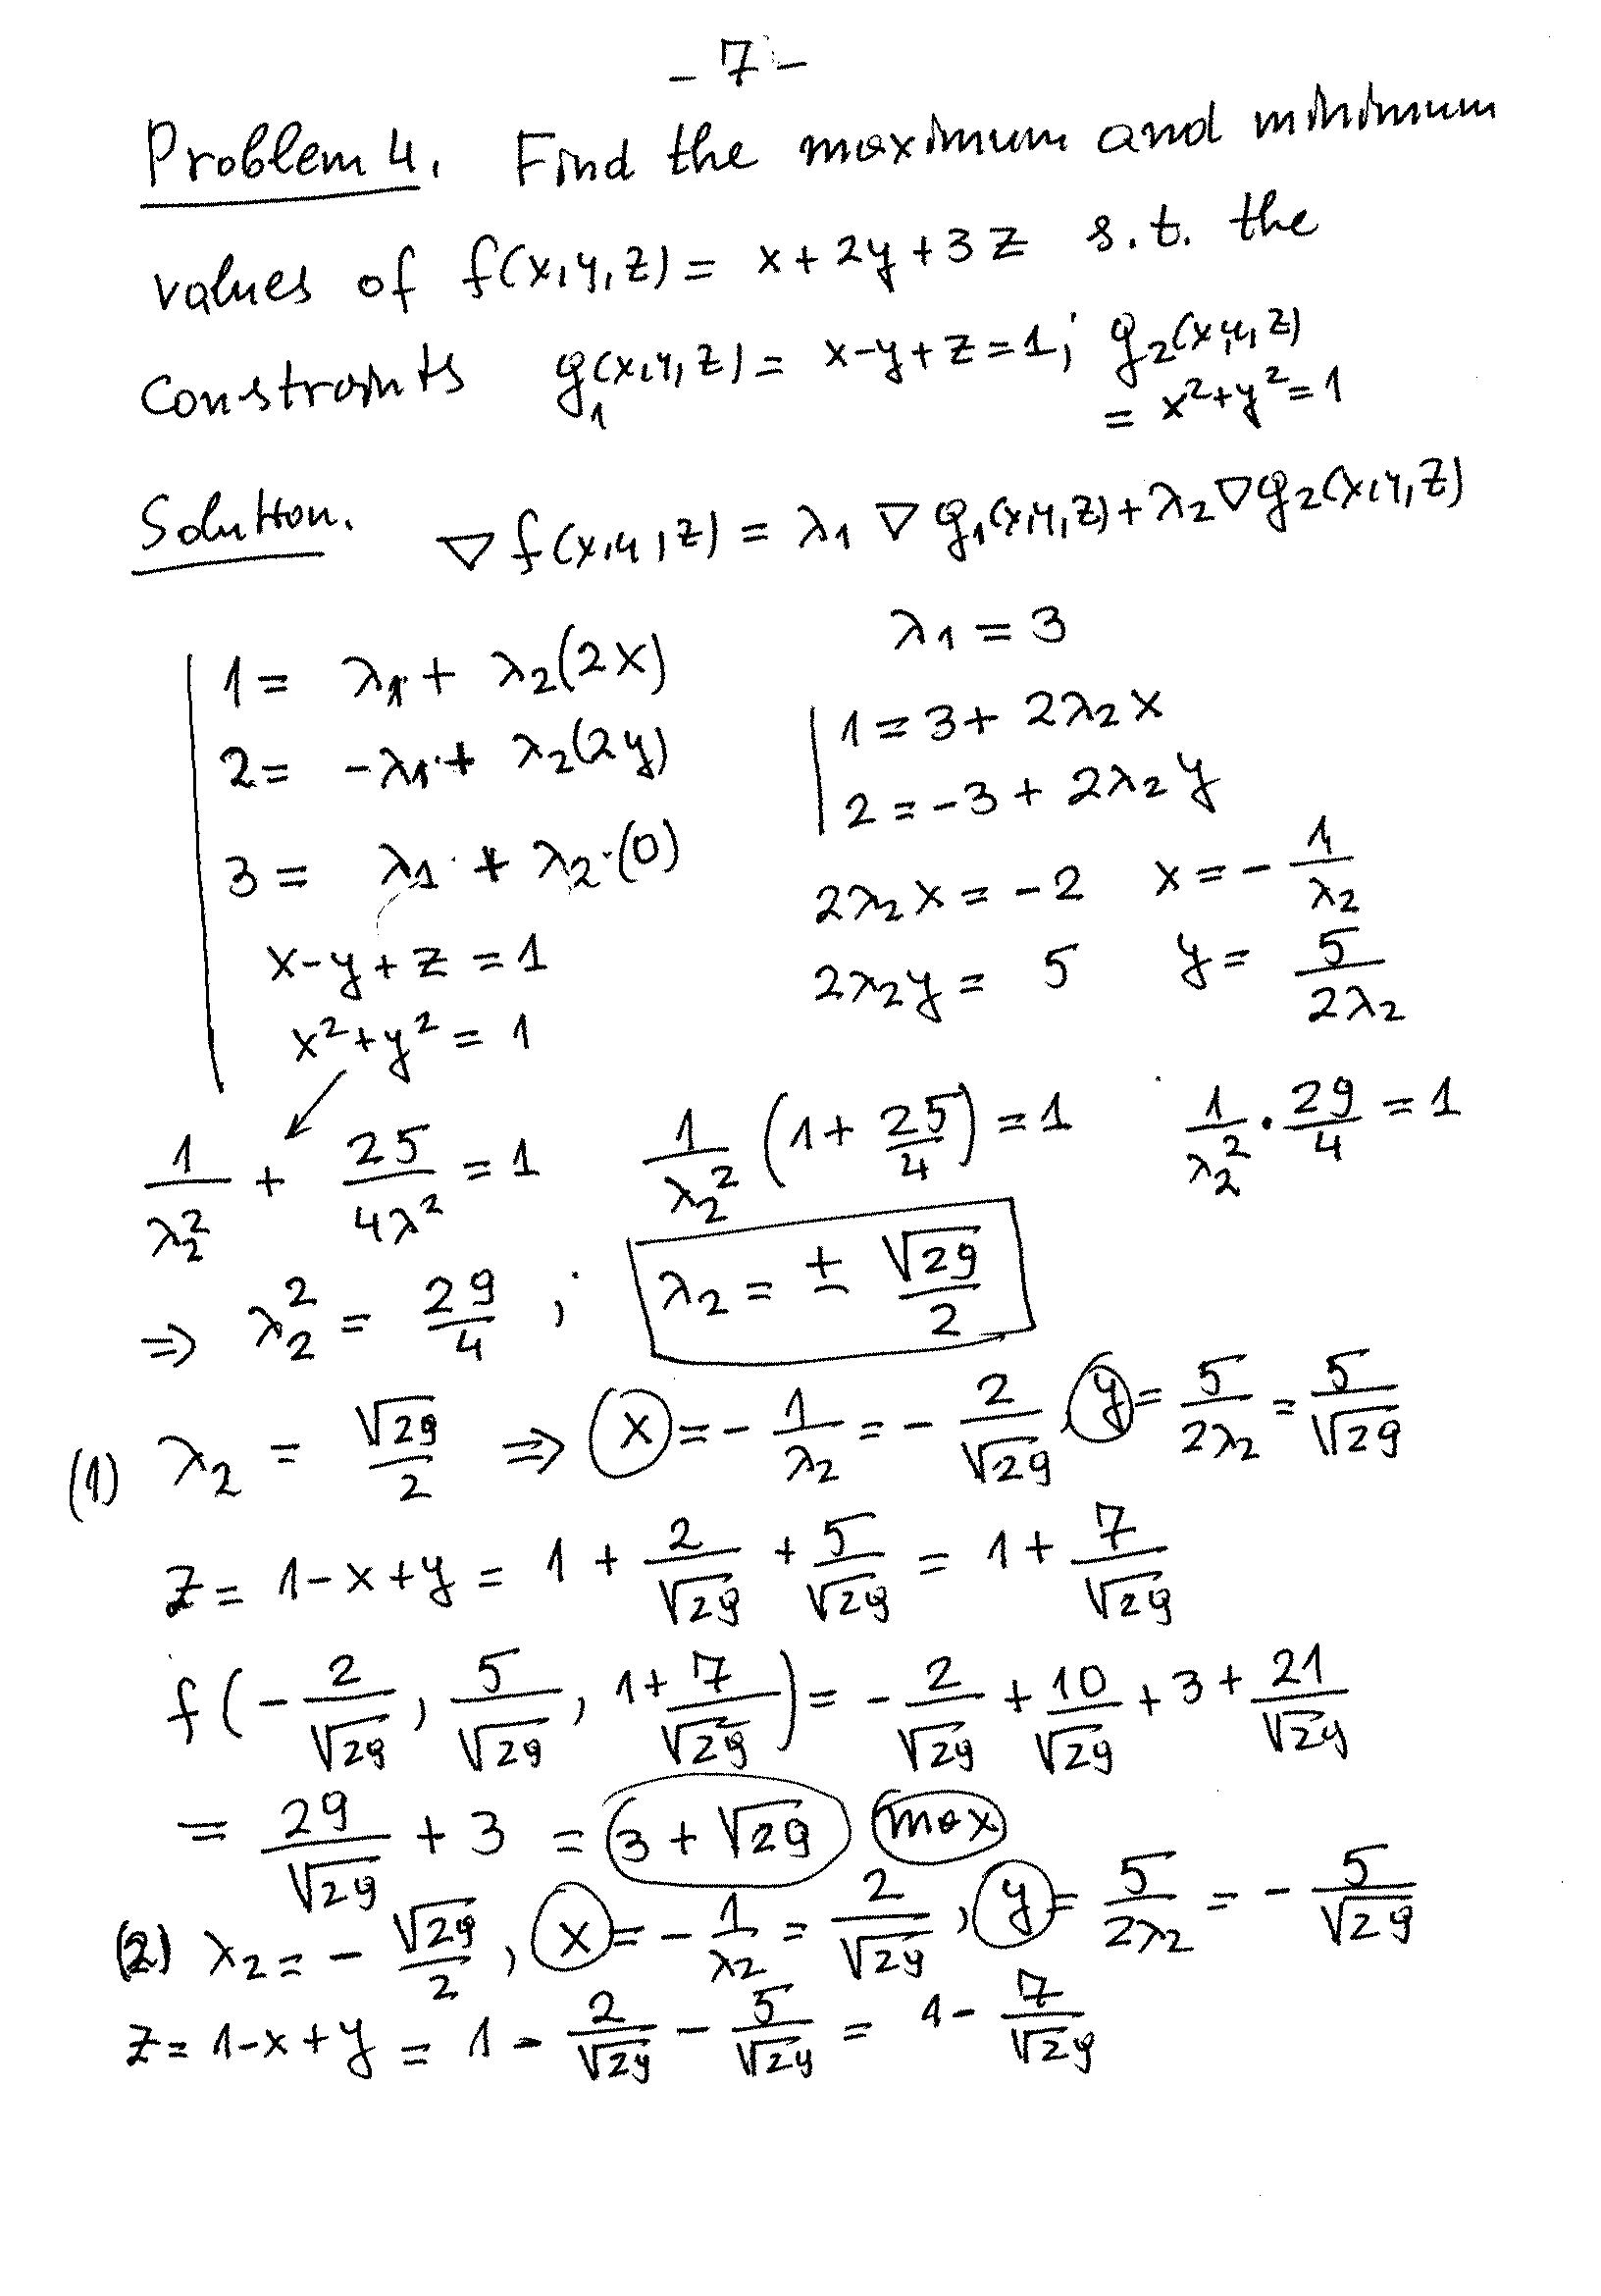 - 7 -
Problem 4. Find the maximum and minimum
values of f(x,y,z) = x + 2y + 3z s.t. the
constraints g₁(x,y,z) = x-y+z=1; g₂(x,y,z)
= x²+y²=1
Solution. ∇f(x,y,z) = λ₁ ∇g₁(x,y,z) + λ₂∇g₂(x,y,z)
1 = λ₁ + λ₂(2x)
2 = -λ₁ + λ₂(2y)
3 = λ₁ + λ₂·(0)
x-y+z = 1
x²+y² = 1
λ₁ = 3
1 = 3 + 2λ₂x
2 = -3 + 2λ₂y
2λ₂x = -2 x = - 1/λ₂
2λ₂y = 5 y = 5/(2λ₂)
1/λ₂² + 25/(4λ²) = 1 1/λ₂² (1 + 25/4) = 1 1/λ₂² · 29/4 = 1
⇒ λ₂² = 29/4 ; λ₂ = ± √29/2
(1) λ₂ = √29/2 ⇒ x = - 1/λ₂ = - 2/√29, y = 5/(2λ₂) = 5/√29
z = 1-x+y = 1 + 2/√29 + 5/√29 = 1 + 7/√29
f(- 2/√29, 5/√29, 1 + 7/√29) = - 2/√29 + 10/√29 + 3 + 21/√29
= 29/√29 + 3 = 3 + √29 max
(2) λ₂ = - √29/2, x = - 1/λ₂ = 2/√29, y = 5/(2λ₂) = - 5/√29
z = 1-x+y = 1 - 2/√29 - 5/√29 = 1 - 7/√29